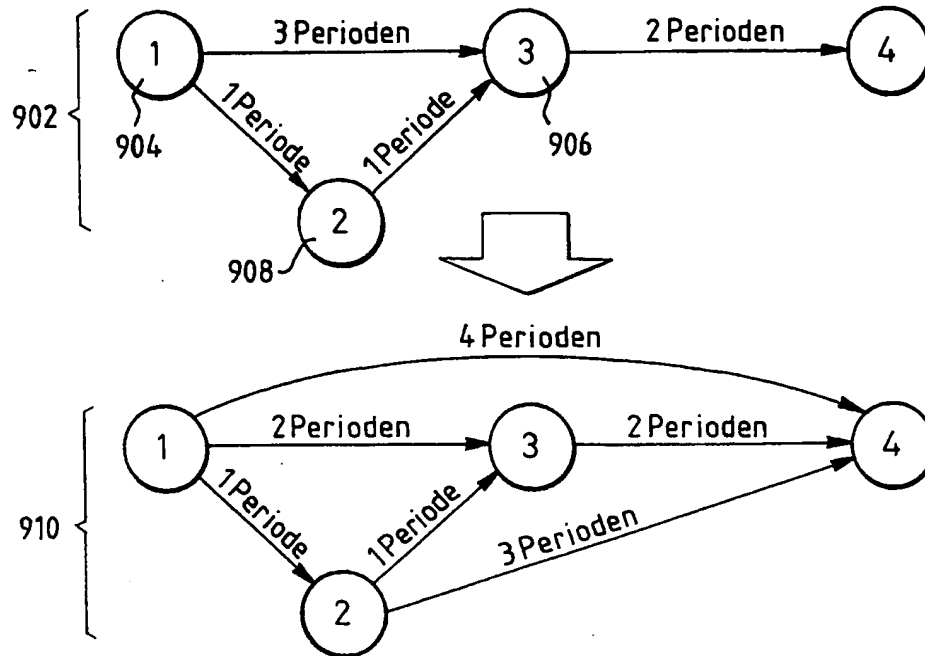 1
3 Perioden
3
2 Perioden
4
902
904
1 Periode
1 Periode
906
2
908
4 Perioden
1
2 Perioden
3
2 Perioden
4
910
1 Periode
1 Periode
3 Perioden
2